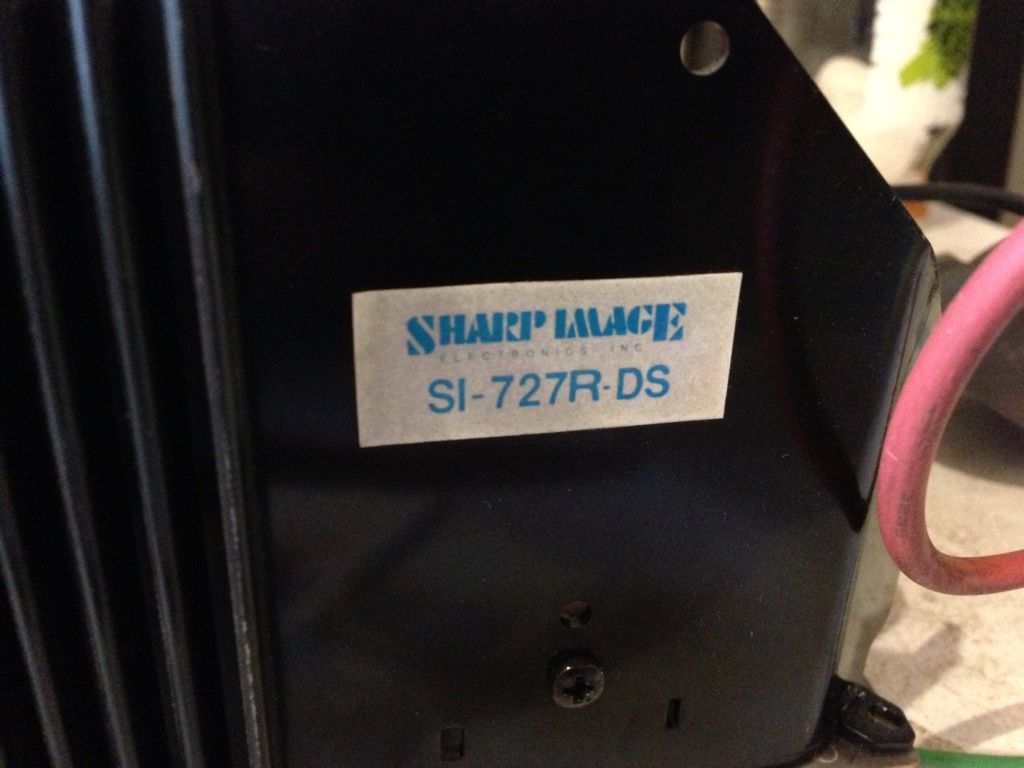 SHARP IMAGE
ELECTRONICS INC
SI-727R-DS